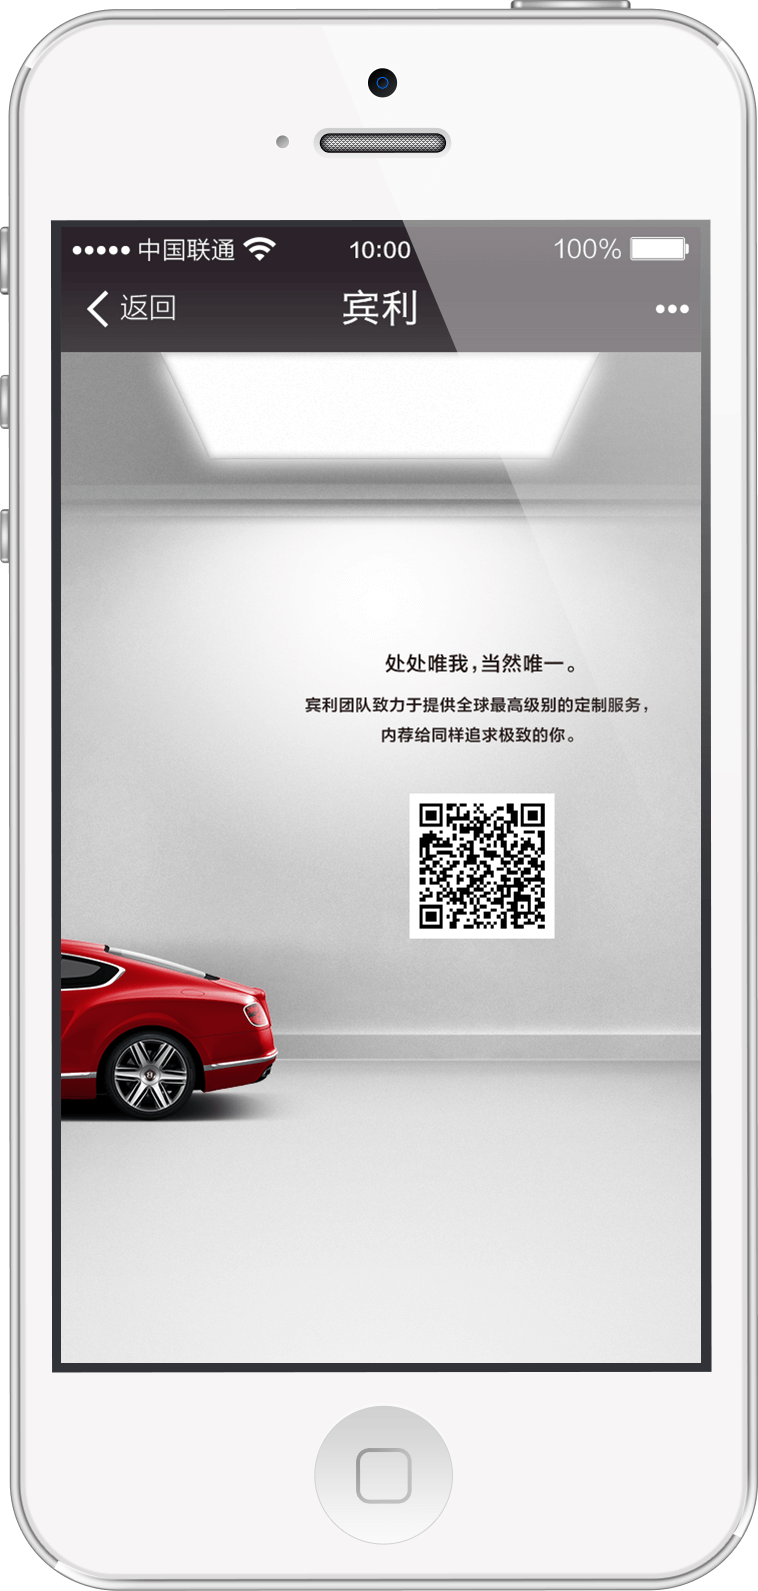 中国联通
10:00
100%
返回
宾利
处处唯我,当然唯一。
宾利团队致力于提供全球最高级别的定制服务,
内荐给同样追求极致的你。